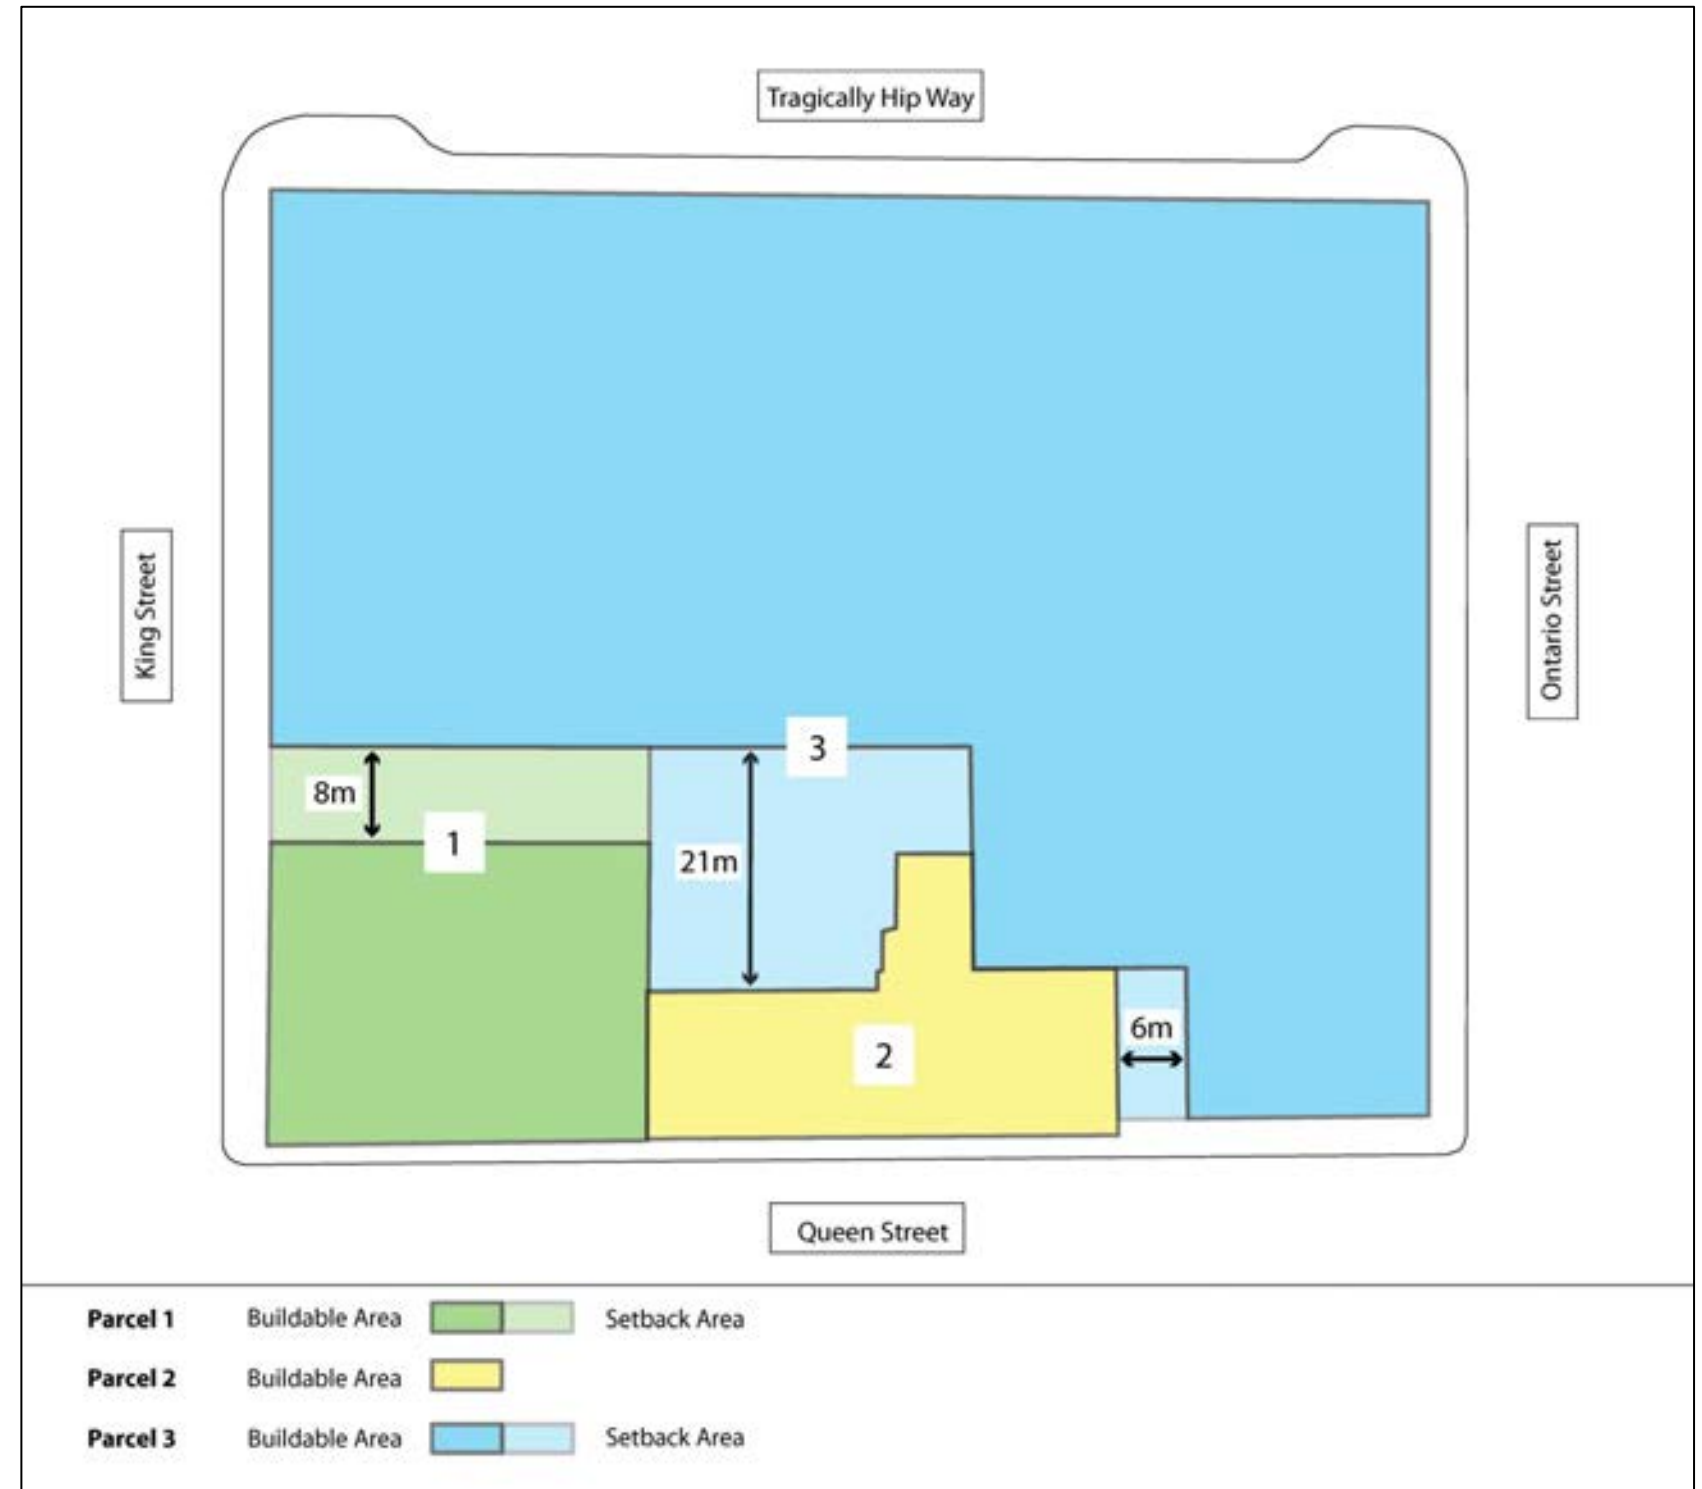 Tragically Hip Way
King Street
Ontario Street
3
8m
1
21m
6m
2
Queen Street
Parcel 1 Buildable Area Setback Area
Parcel 2 Buildable Area
Parcel 3 Buildable Area Setback Area